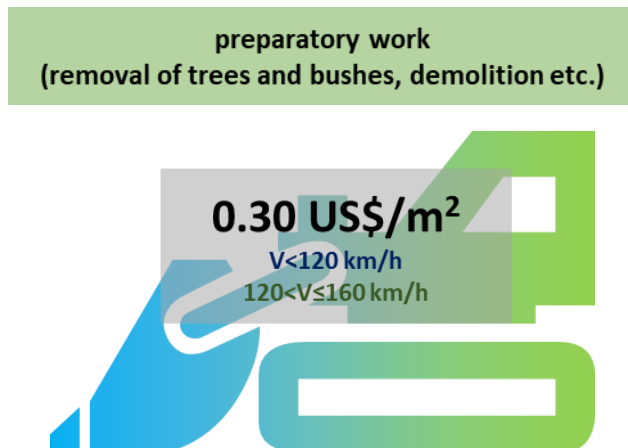 preparatory work
(removal of trees and bushes, demolition etc.)
0.30 US$/m²
V<120 km/h
120<V≤160 km/h